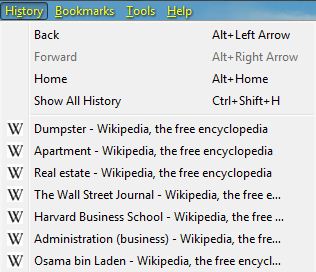 History Bookmarks Tools Help
Back Alt+Left Arrow
Forward Alt+Right Arrow
Home Alt+Home
Show All History Ctrl+Shift+H
W Dumpster - Wikipedia, the free encyclopedia
W Apartment - Wikipedia, the free encyclopedia
W Real estate - Wikipedia, the free encyclopedia
W The Wall Street Journal - Wikipedia, the free e...
W Harvard Business School - Wikipedia, the free ...
W Administration (business) - Wikipedia, the fre...
W Osama bin Laden - Wikipedia, the free encycl...